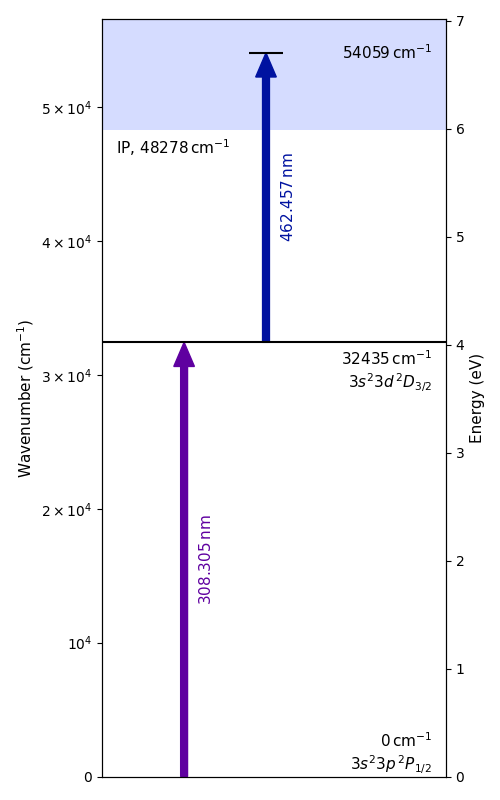 54059 cm⁻¹
IP, 48278 cm⁻¹
462.457 nm
32435 cm⁻¹
3s²3d ²D₃/₂
308.305 nm
0 cm⁻¹
3s²3p ²P₁/₂
Wavenumber (cm⁻¹)
5 × 10⁴
4 × 10⁴
3 × 10⁴
2 × 10⁴
10⁴
0
Energy (eV)
7
6
5
4
3
2
1
0